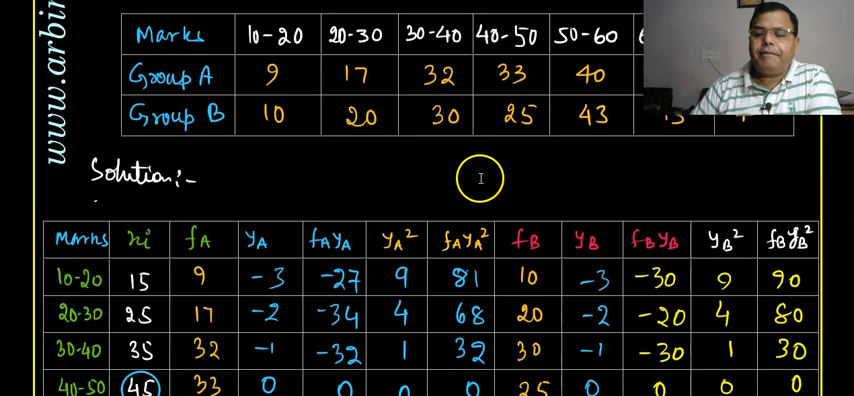 www.arbin
Marks 10-20 20-30 30-40 40-50 50-60
Group A 9 17 32 33 40
Group B 10 20 30 25 43
Solution:-
Marks xi fA yA fAyA yA² fAyA² fB yB fByB yB² fByB²
10-20 15 9 -3 -27 9 81 10 -3 -30 9 90
20-30 25 17 -2 -34 4 68 20 -2 -20 4 80
30-40 35 32 -1 -32 1 32 30 -1 -30 1 30
40-50 45 33 0 0 0 0 25 0 0 0 0